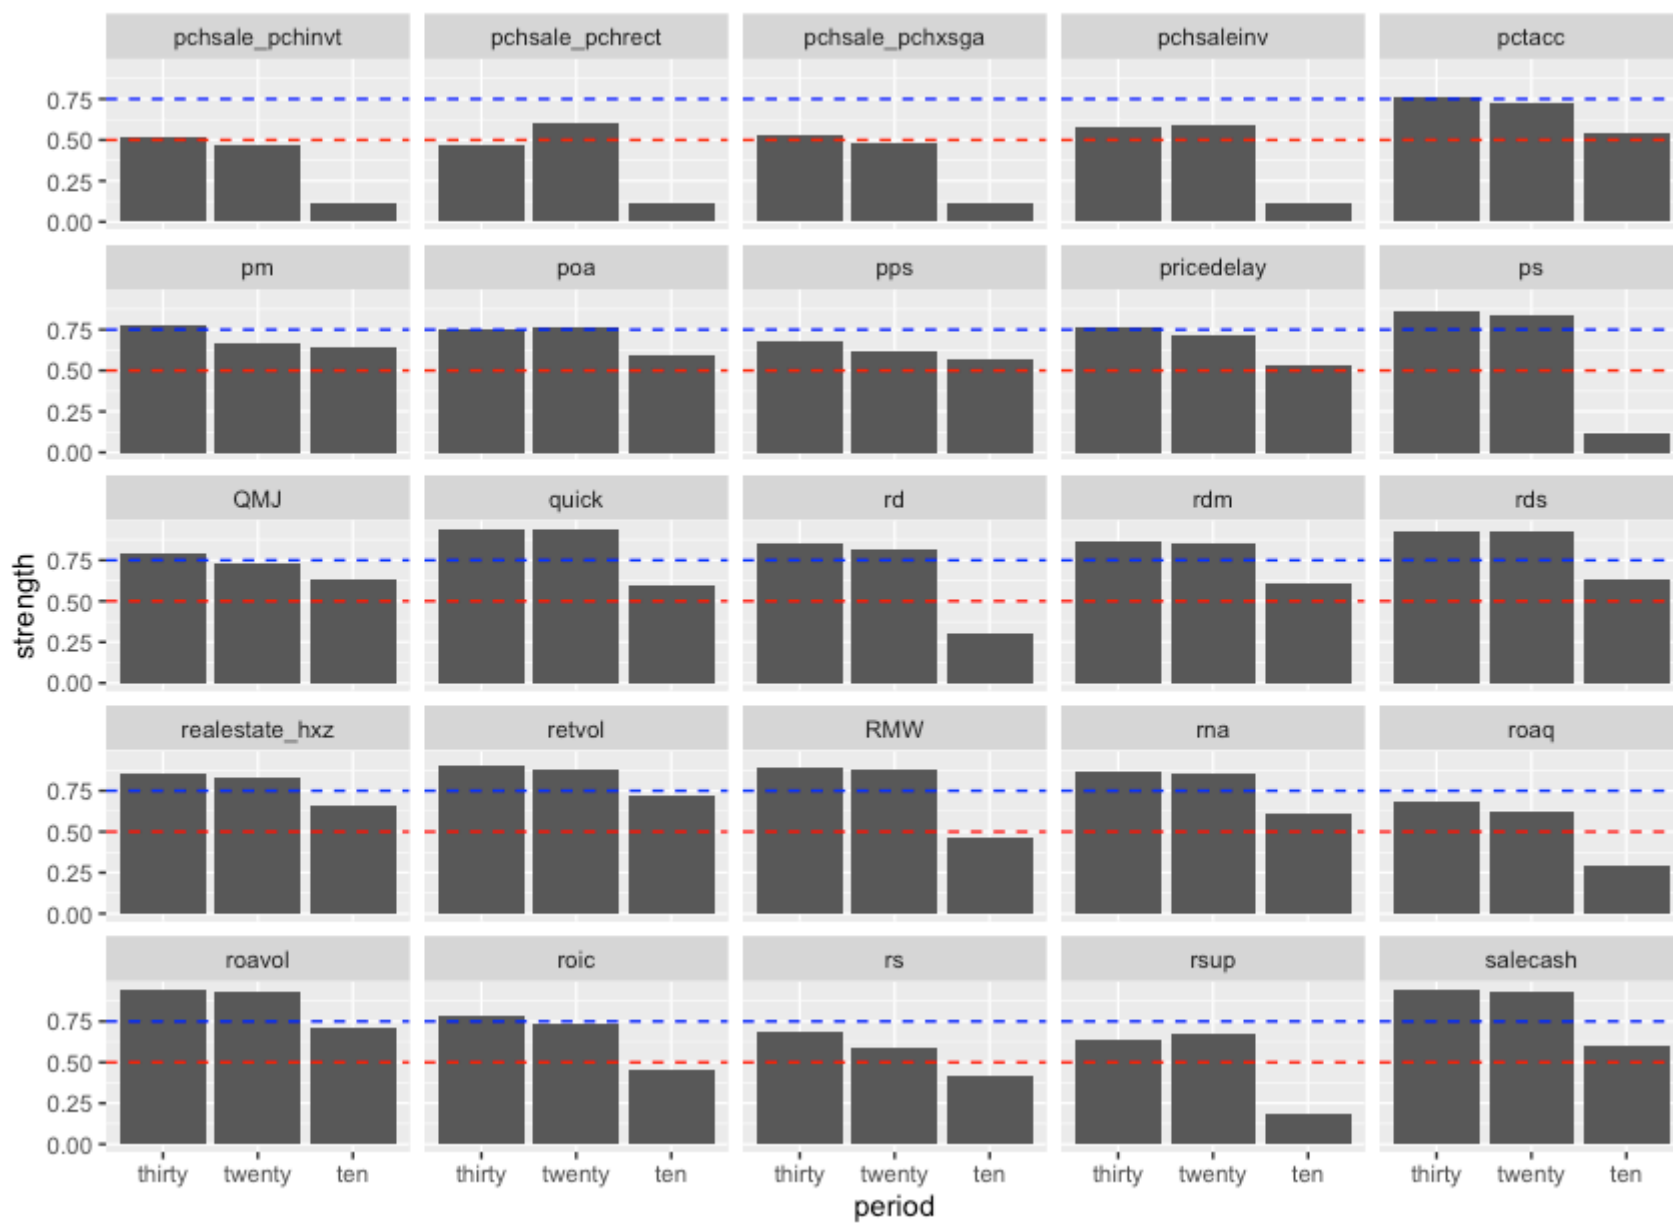 pchsale_pchinvt pchsale_pchrect pchsale_pchxsga pchsaleinv pctacc
0.75
0.50
0.25
0.00
pm poa pps pricedelay ps
0.75
0.50
0.25
0.00
QMJ quick rd rdm rds
0.75
0.50
0.25
0.00
strength
realestate_hxz retvol RMW rna roaq
0.75
0.50
0.25
0.00
roavol roic rs rsup salecash
0.75
0.50
0.25
0.00
thirty twenty ten thirty twenty ten thirty twenty ten thirty twenty ten thirty twenty ten
period